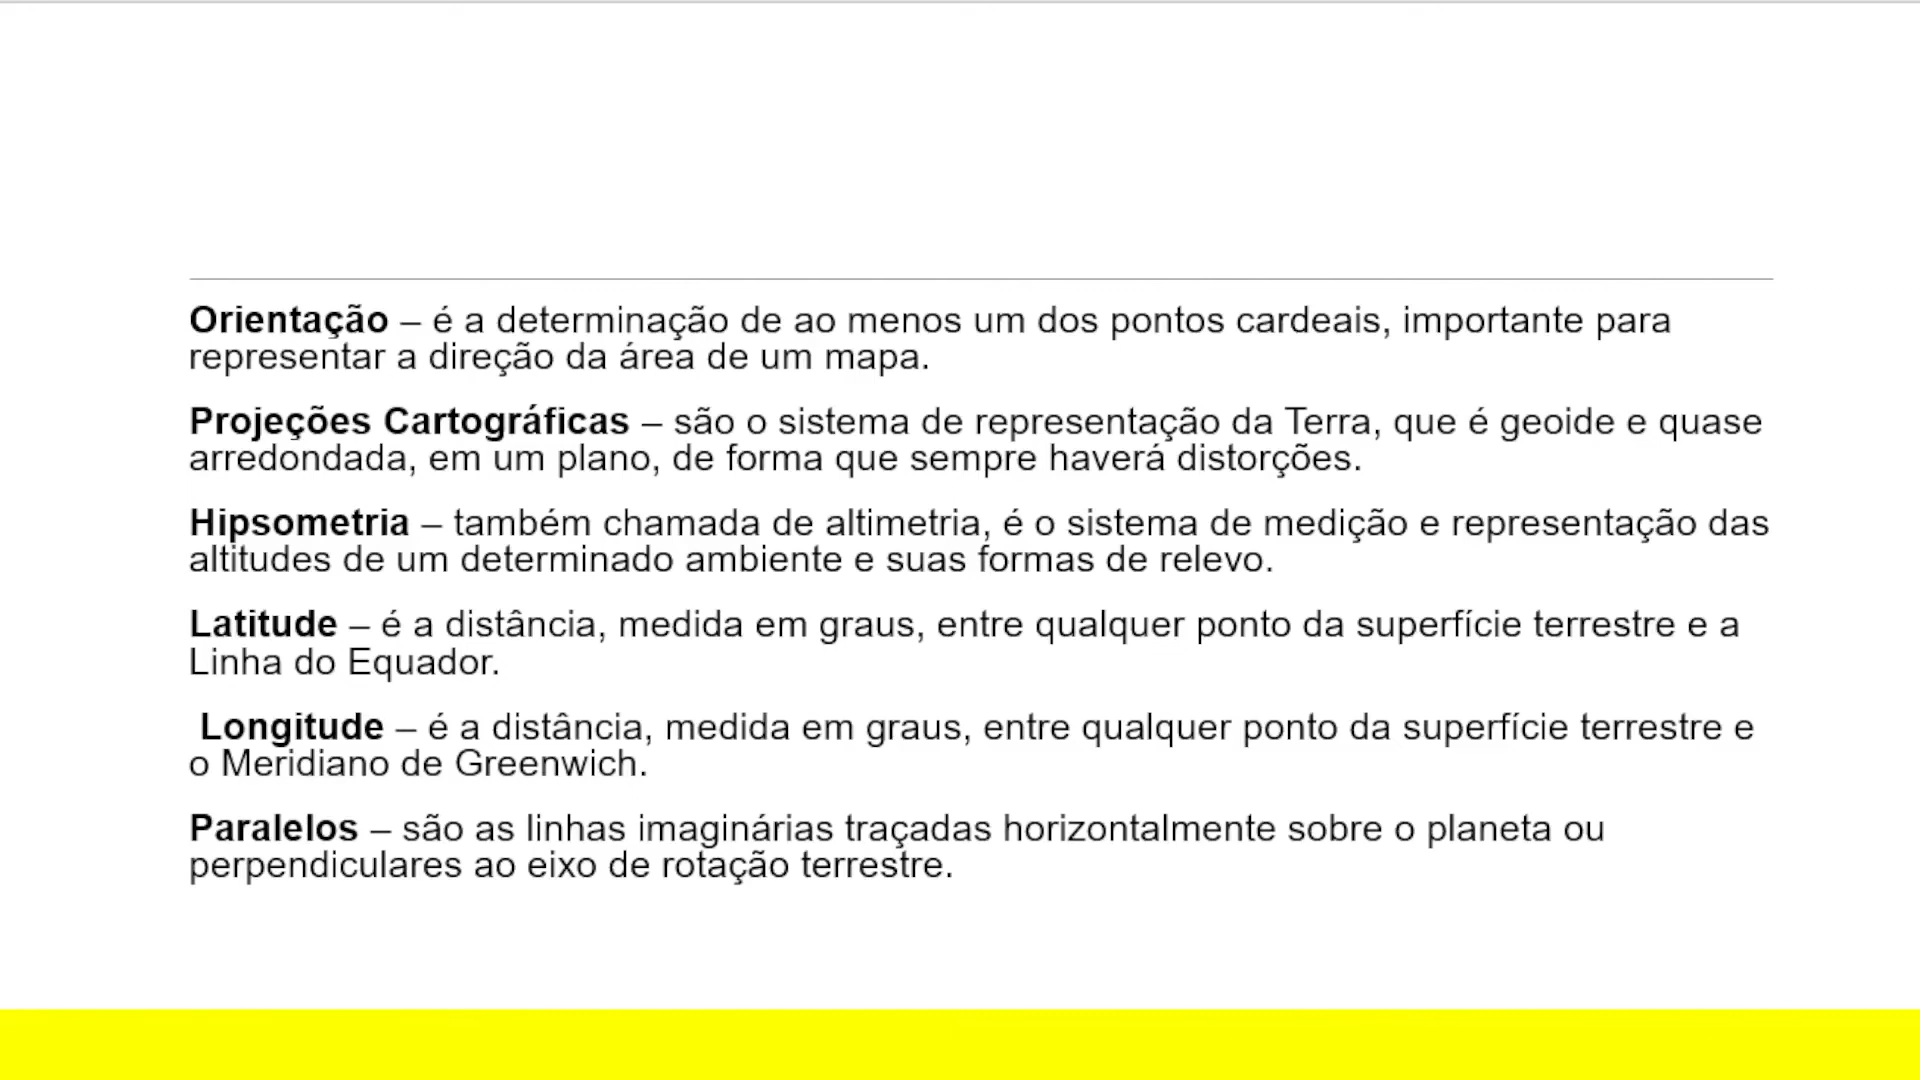 Orientação – é a determinação de ao menos um dos pontos cardeais, importante para
representar a direção da área de um mapa.
Projeções Cartográficas – são o sistema de representação da Terra, que é geoide e quase
arredondada, em um plano, de forma que sempre haverá distorções.
Hipsometria – também chamada de altimetria, é o sistema de medição e representação das
altitudes de um determinado ambiente e suas formas de relevo.
Latitude – é a distância, medida em graus, entre qualquer ponto da superfície terrestre e a
Linha do Equador.
Longitude – é a distância, medida em graus, entre qualquer ponto da superfície terrestre e
o Meridiano de Greenwich.
Paralelos – são as linhas imaginárias traçadas horizontalmente sobre o planeta ou
perpendiculares ao eixo de rotação terrestre.